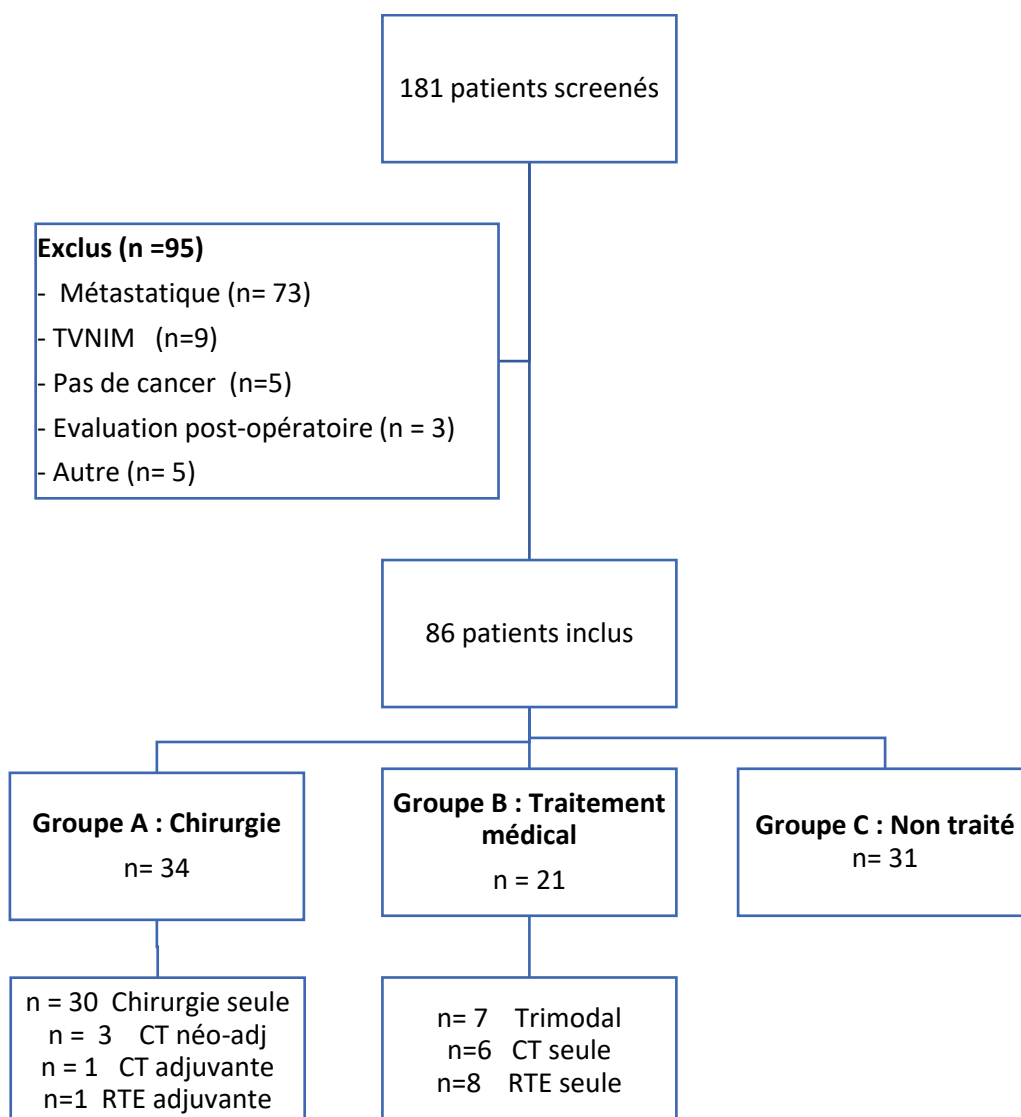 181 patients screenés
Exclus (n =95)
- Métastatique (n= 73)
- TVNIM (n=9)
- Pas de cancer (n=5)
- Evaluation post-opératoire (n = 3)
- Autre (n= 5)
86 patients inclus
Groupe A : Chirurgie
n= 34
Groupe B : Traitement
médical
n = 21
Groupe C : Non traité
n= 31
n = 30 Chirurgie seule
n = 3 CT néo-adj
n = 1 CT adjuvante
n=1 RTE adjuvante
n= 7 Trimodal
n=6 CT seule
n=8 RTE seule